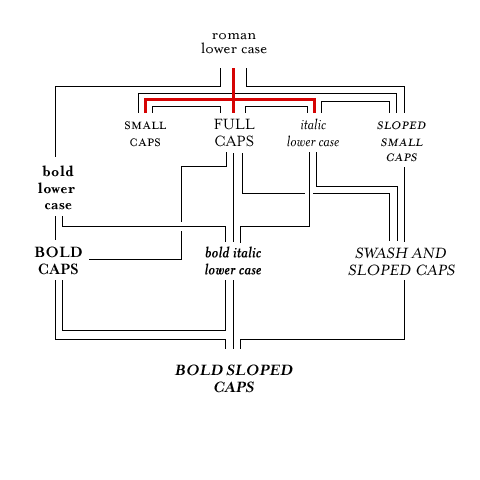 roman
lower case
SMALL
CAPS
FULL
CAPS
italic
lower case
SLOPED
SMALL
CAPS
bold
lower
case
BOLD
CAPS
bold italic
lower case
SWASH AND
SLOPED CAPS
BOLD SLOPED
CAPS